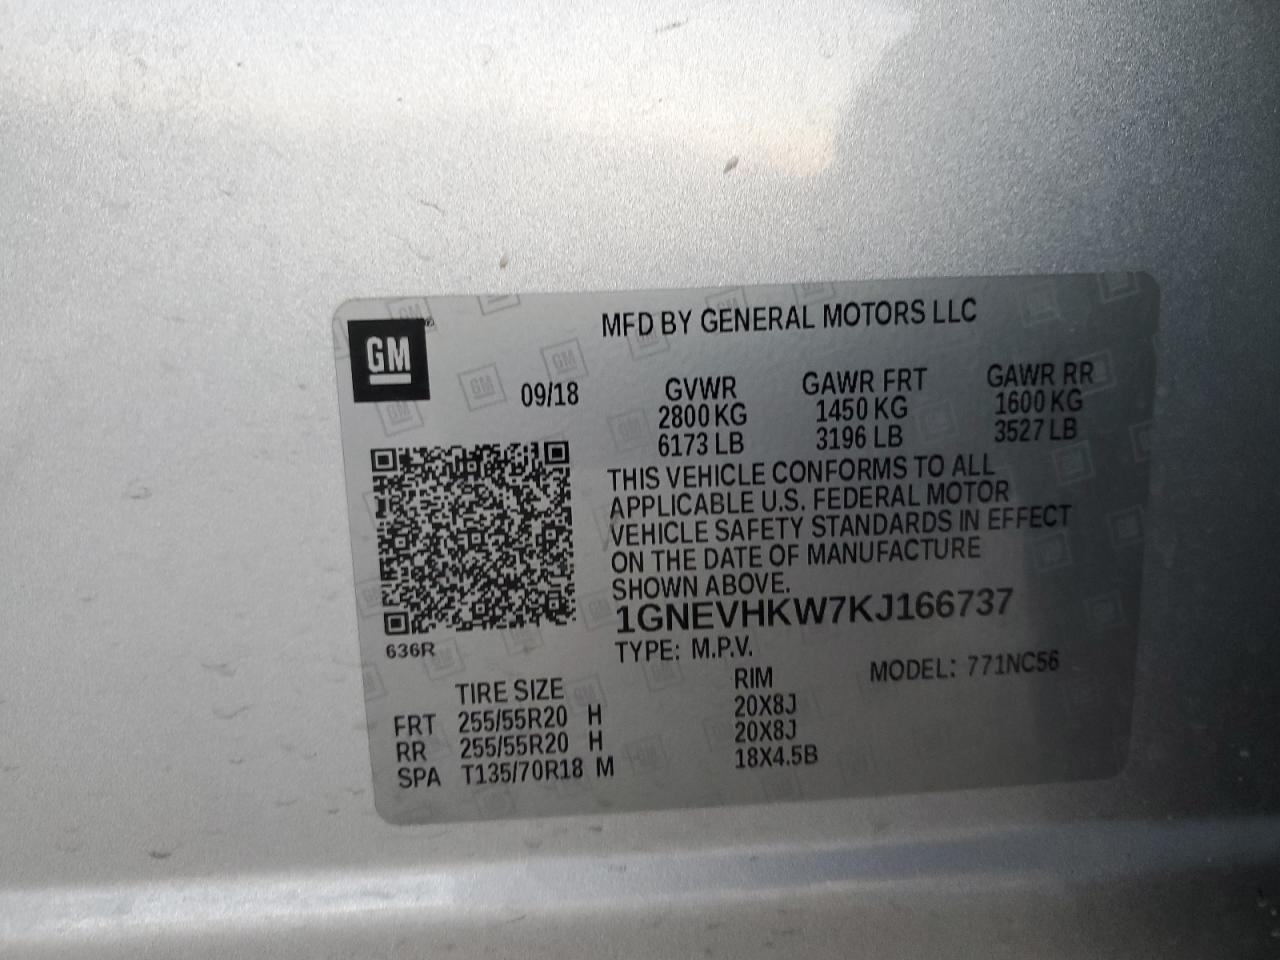 GM
MFD BY GENERAL MOTORS LLC
09/18
GVWR GAWR FRT GAWR RR
2800 KG 1450 KG 1600 KG
6173 LB 3196 LB 3527 LB
THIS VEHICLE CONFORMS TO ALL
APPLICABLE U.S. FEDERAL MOTOR
VEHICLE SAFETY STANDARDS IN EFFECT
ON THE DATE OF MANUFACTURE
SHOWN ABOVE.
1GNEVHKW7KJ166737
636R
TYPE: M.P.V.
MODEL: 771NC56
TIRE SIZE RIM
FRT 255/55R20 H 20X8J
RR 255/55R20 H 20X8J
SPA T135/70R18 M 18X4.5B